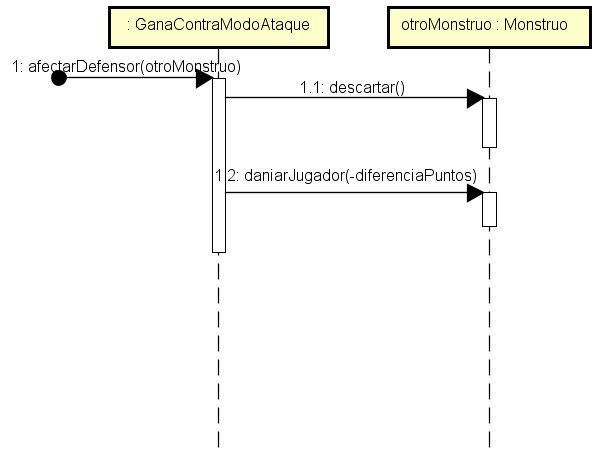 : GanaContraModoAtaque
otroMonstruo : Monstruo
1: afectarDefensor(otroMonstruo)
1.1: descartar()
1.2: daniarJugador(-diferenciaPuntos)